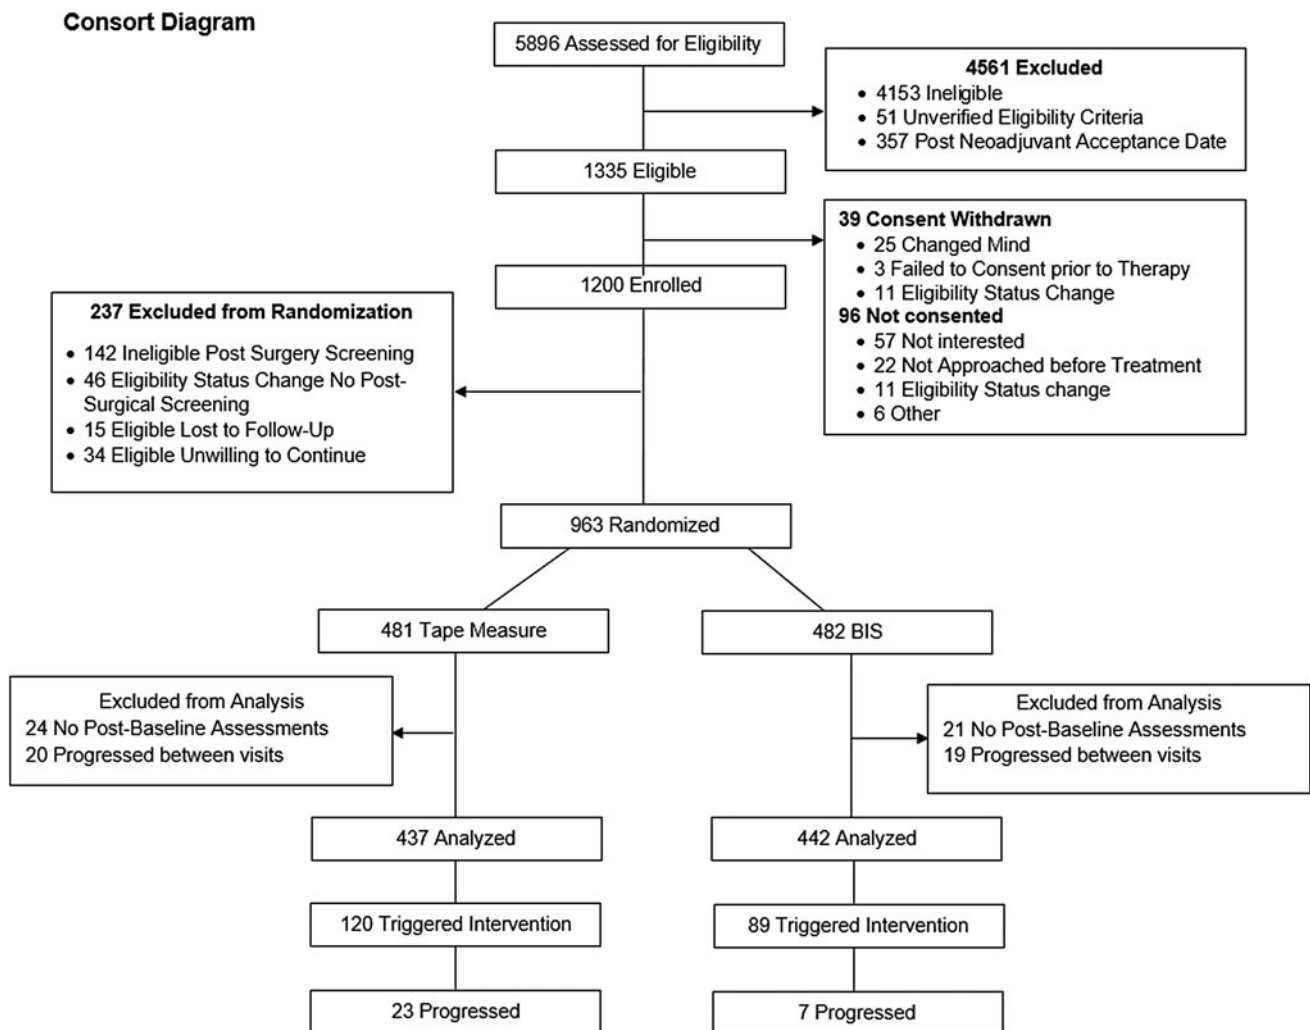 Consort Diagram
5896 Assessed for Eligibility
4561 Excluded
• 4153 Ineligible
• 51 Unverified Eligibility Criteria
• 357 Post Neoadjuvant Acceptance Date
1335 Eligible
39 Consent Withdrawn
• 25 Changed Mind
• 3 Failed to Consent prior to Therapy
• 11 Eligibility Status Change
96 Not consented
• 57 Not interested
• 22 Not Approached before Treatment
• 11 Eligibility Status change
• 6 Other
1200 Enrolled
237 Excluded from Randomization
• 142 Ineligible Post Surgery Screening
• 46 Eligibility Status Change No Post-
Surgical Screening
• 15 Eligible Lost to Follow-Up
• 34 Eligible Unwilling to Continue
963 Randomized
481 Tape Measure
482 BIS
Excluded from Analysis
24 No Post-Baseline Assessments
20 Progressed between visits
Excluded from Analysis
21 No Post-Baseline Assessments
19 Progressed between visits
437 Analyzed
442 Analyzed
120 Triggered Intervention
89 Triggered Intervention
23 Progressed
7 Progressed